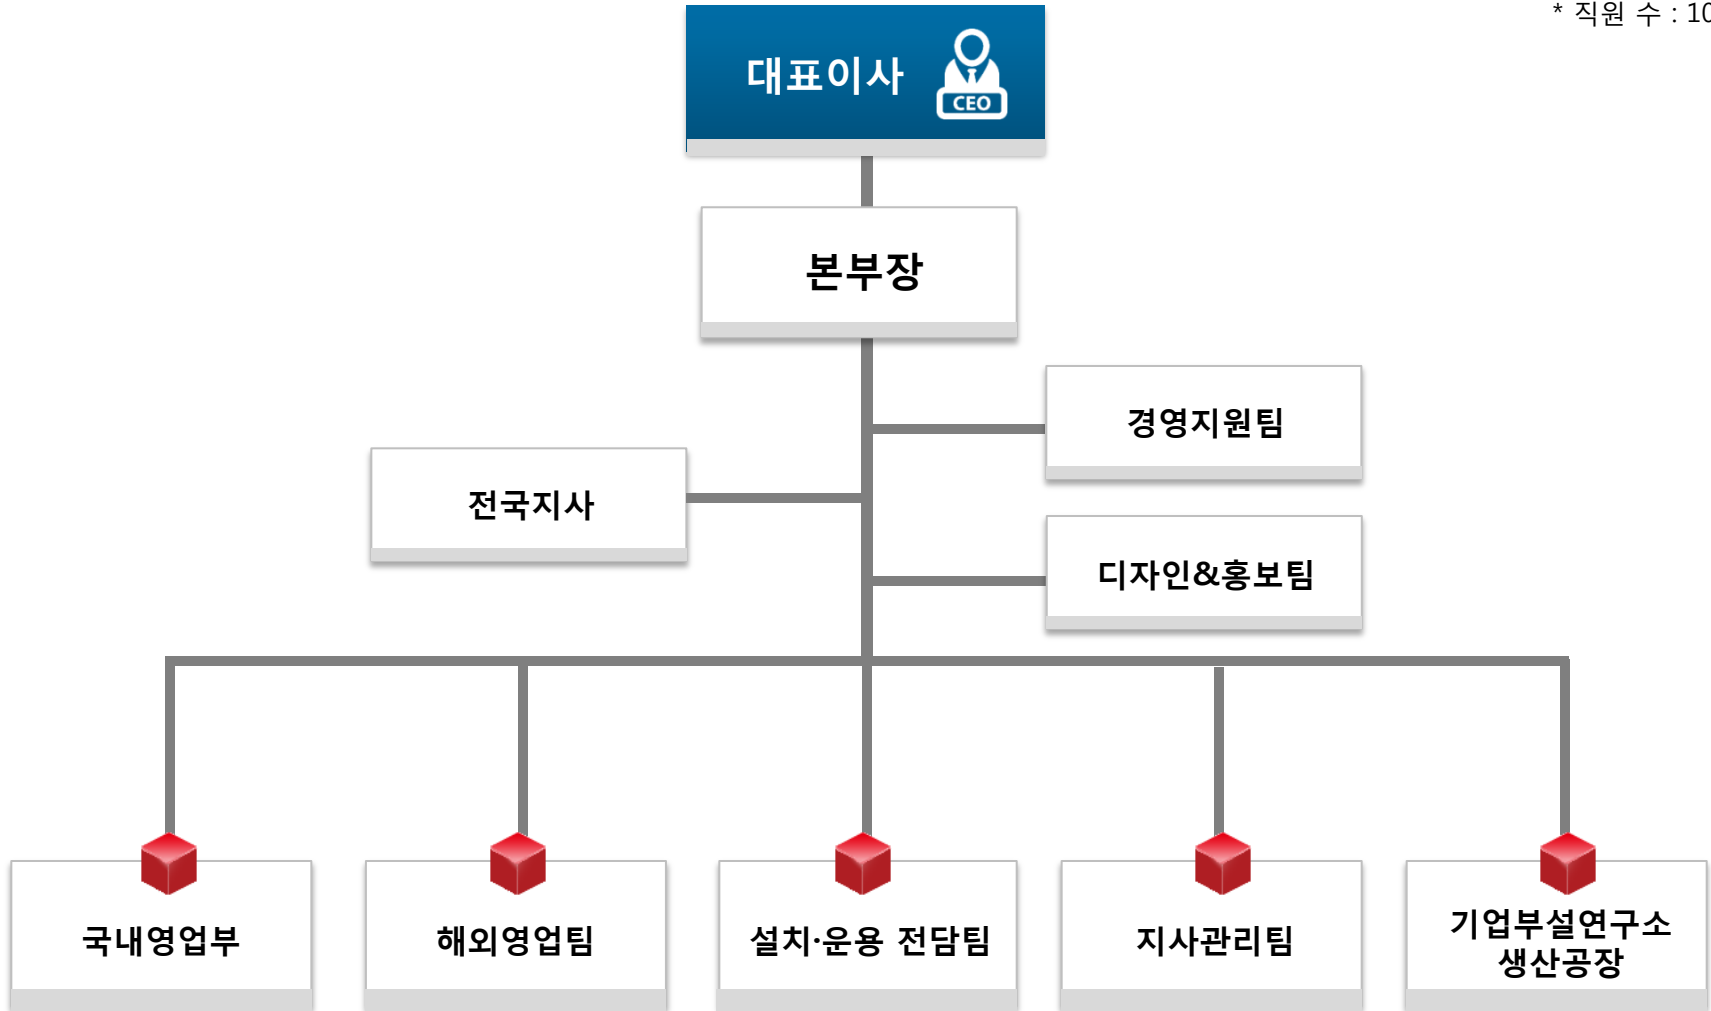 * 직원 수 : 10
대표이사
CEO
본부장
경영지원팀
전국지사
디자인&홍보팀
국내영업부
해외영업팀
설치·운용 전담팀
지사관리팀
기업부설연구소
생산공장